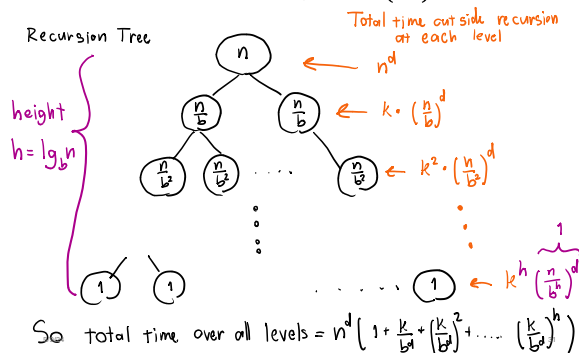 Recursion Tree
Total time outside recursion
at each level
n
n^d
height
h = lg_b n
n/b
n/b
k · (n/b)^d
n/b²
n/b²
. . . .
n/b²
k² · (n/b²)^d
1
1
1
. . . . . .
1
k^h (n/b^h)^d
So total time over all levels = n^d (1 + k/b^d + (k/b^d)^2 + ..... (k/b^d)^h)